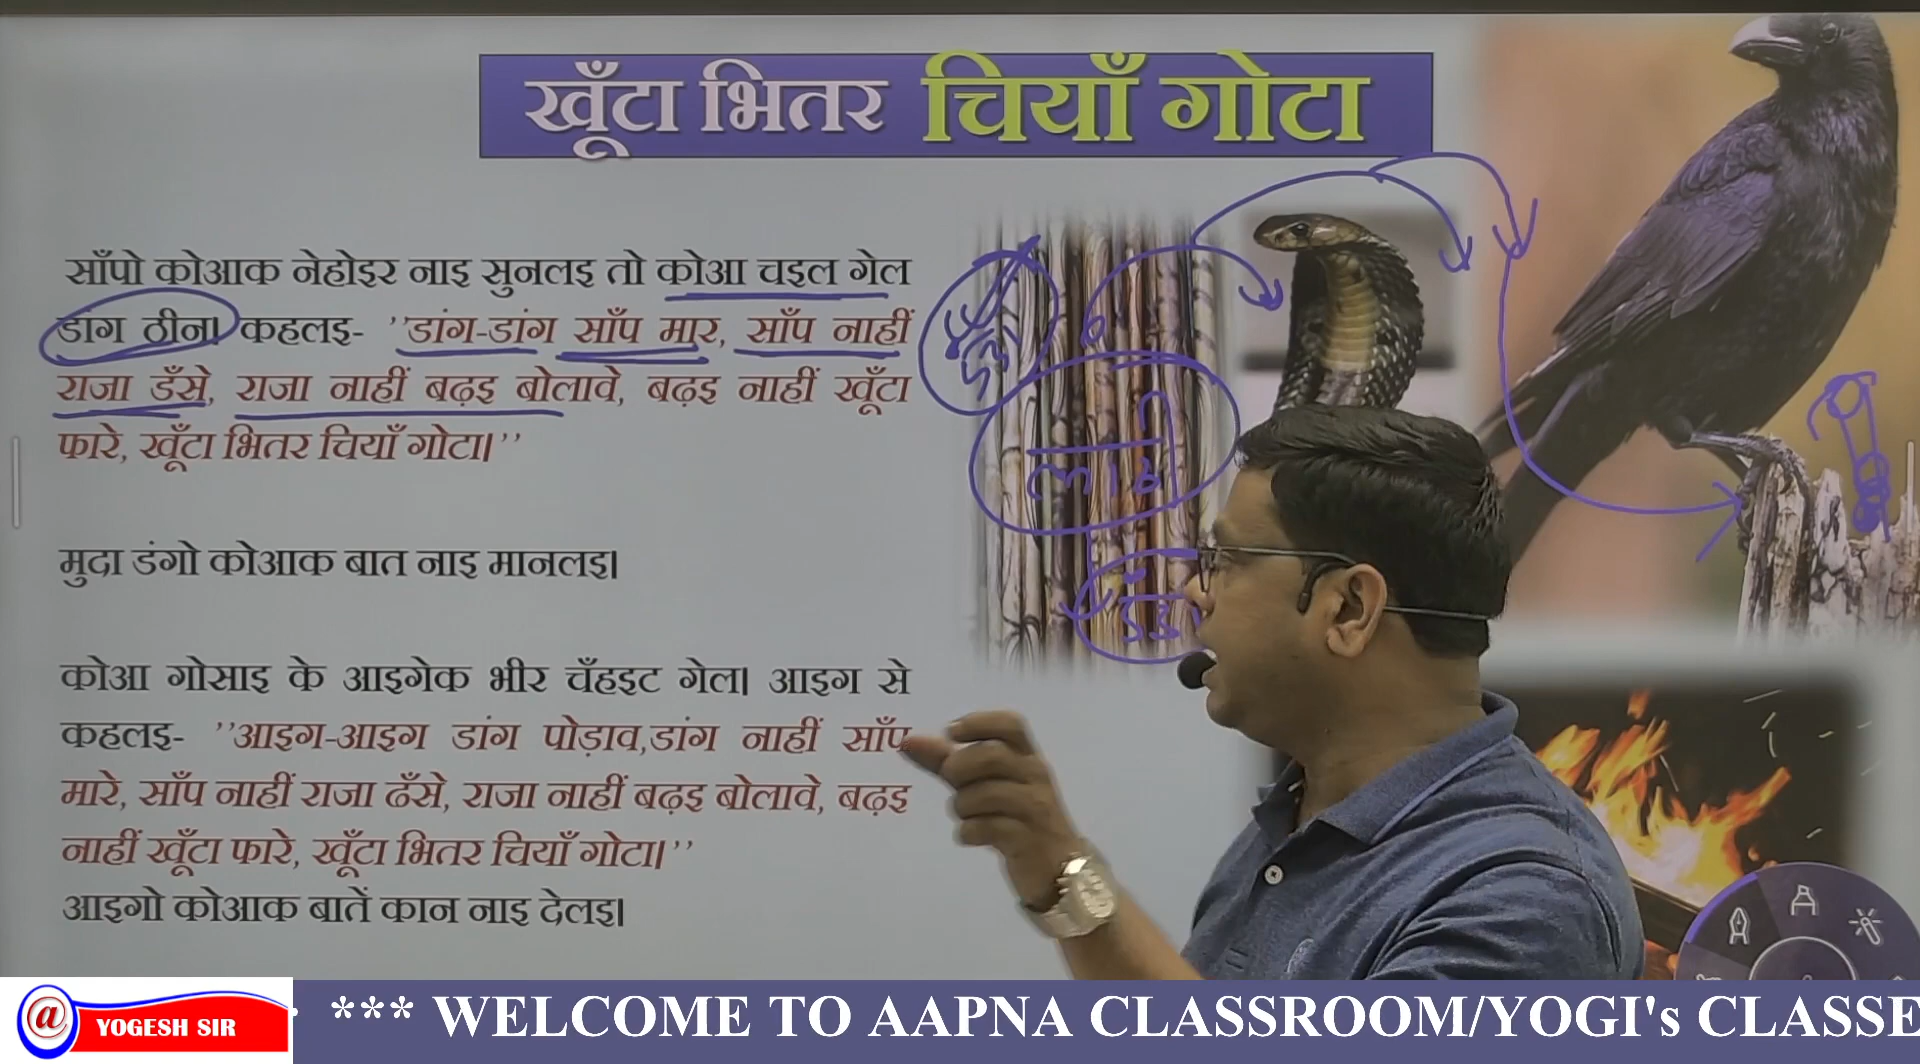 खूँटा भितर चियाँ गोटा
साँपो कोआक नेहोइर नाइ सुनलइ तो कोआ चइल गेल
डांग ठीन। कहलइ- ''डांग-डांग साँप मार, साँप नाहीं
राजा डँसे, राजा नाहीं बढ़इ बोलावे, बढ़इ नाहीं खूँटा
फारे, खूँटा भितर चियाँ गोटा।''
मुदा डंगो कोआक बात नाइ मानलइ।
कोआ गोसाइ के आइगेक भीर चँहइट गेल। आइग से
कहलइ- ''आइग-आइग डांग पोड़ाव,डांग नाहीं साँप
मारे, साँप नाहीं राजा ढँसे, राजा नाहीं बढ़इ बोलावे, बढ़इ
नाहीं खूँटा फारे, खूँटा भितर चियाँ गोटा।''
आइगो कोआक बातें कान नाइ देलइ।
@ YOGESH SIR
*** WELCOME TO AAPNA CLASSROOM/YOGI's CLASSE